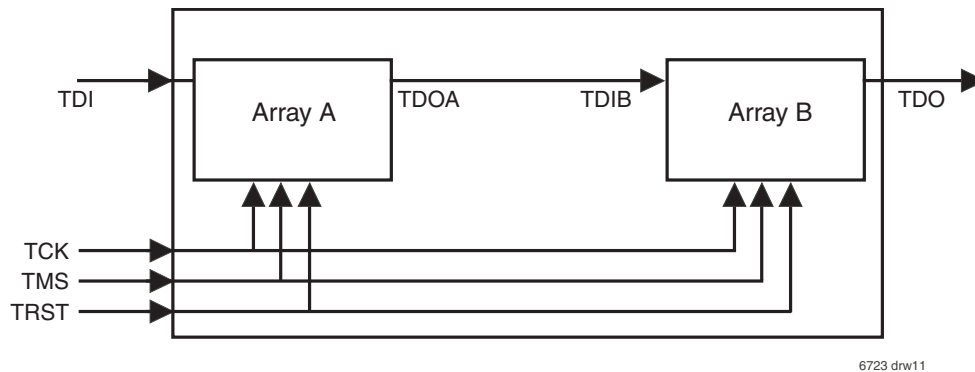 TDI
Array A
TDOA
TDIB
Array B
TDO
TCK
TMS
TRST
6723 drw11